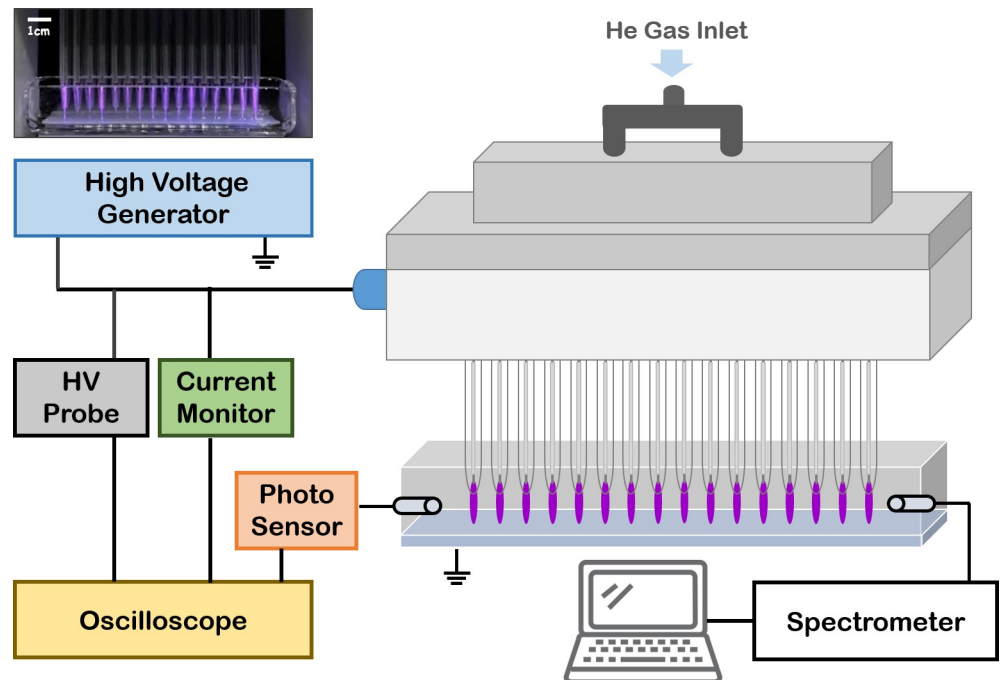 1cm
He Gas Inlet
High Voltage
Generator
HV
Probe
Current
Monitor
Photo
Sensor
Oscilloscope
Spectrometer